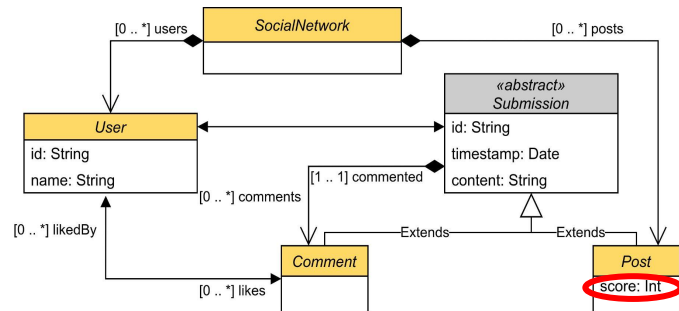 SocialNetwork
[0 .. *] users
[0 .. *] posts
«abstract»
Submission
id: String
timestamp: Date
content: String
User
id: String
name: String
[1 .. 1] commented
[0 .. *] comments
[0 .. *] likedBy
Extends
Extends
Comment
[0 .. *] likes
Post
score: Int